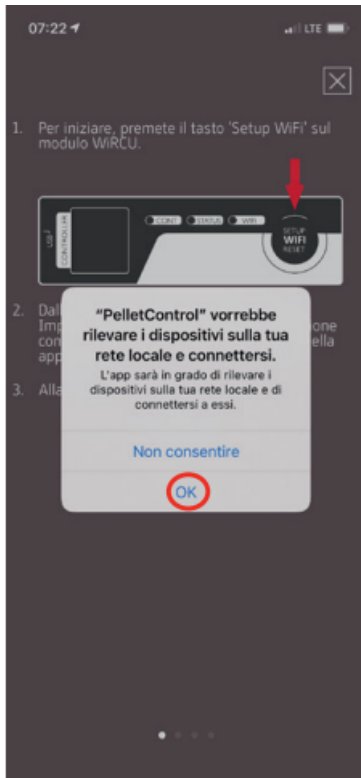 07:22
LTE
1. Per iniziare, premete il tasto 'Setup WiFi' sul
modulo WiRCU.
USB
CONTROLLER
CONT STATUS WIFI
SETUP
WIFI
RESET
2. Dall
Imp one
con ella
app
3. Alla
"PelletControl" vorrebbe
rilevare i dispositivi sulla tua
rete locale e connettersi.
L'app sarà in grado di rilevare i
dispositivi sulla tua rete locale e di
connettersi a essi.
Non consentire
OK